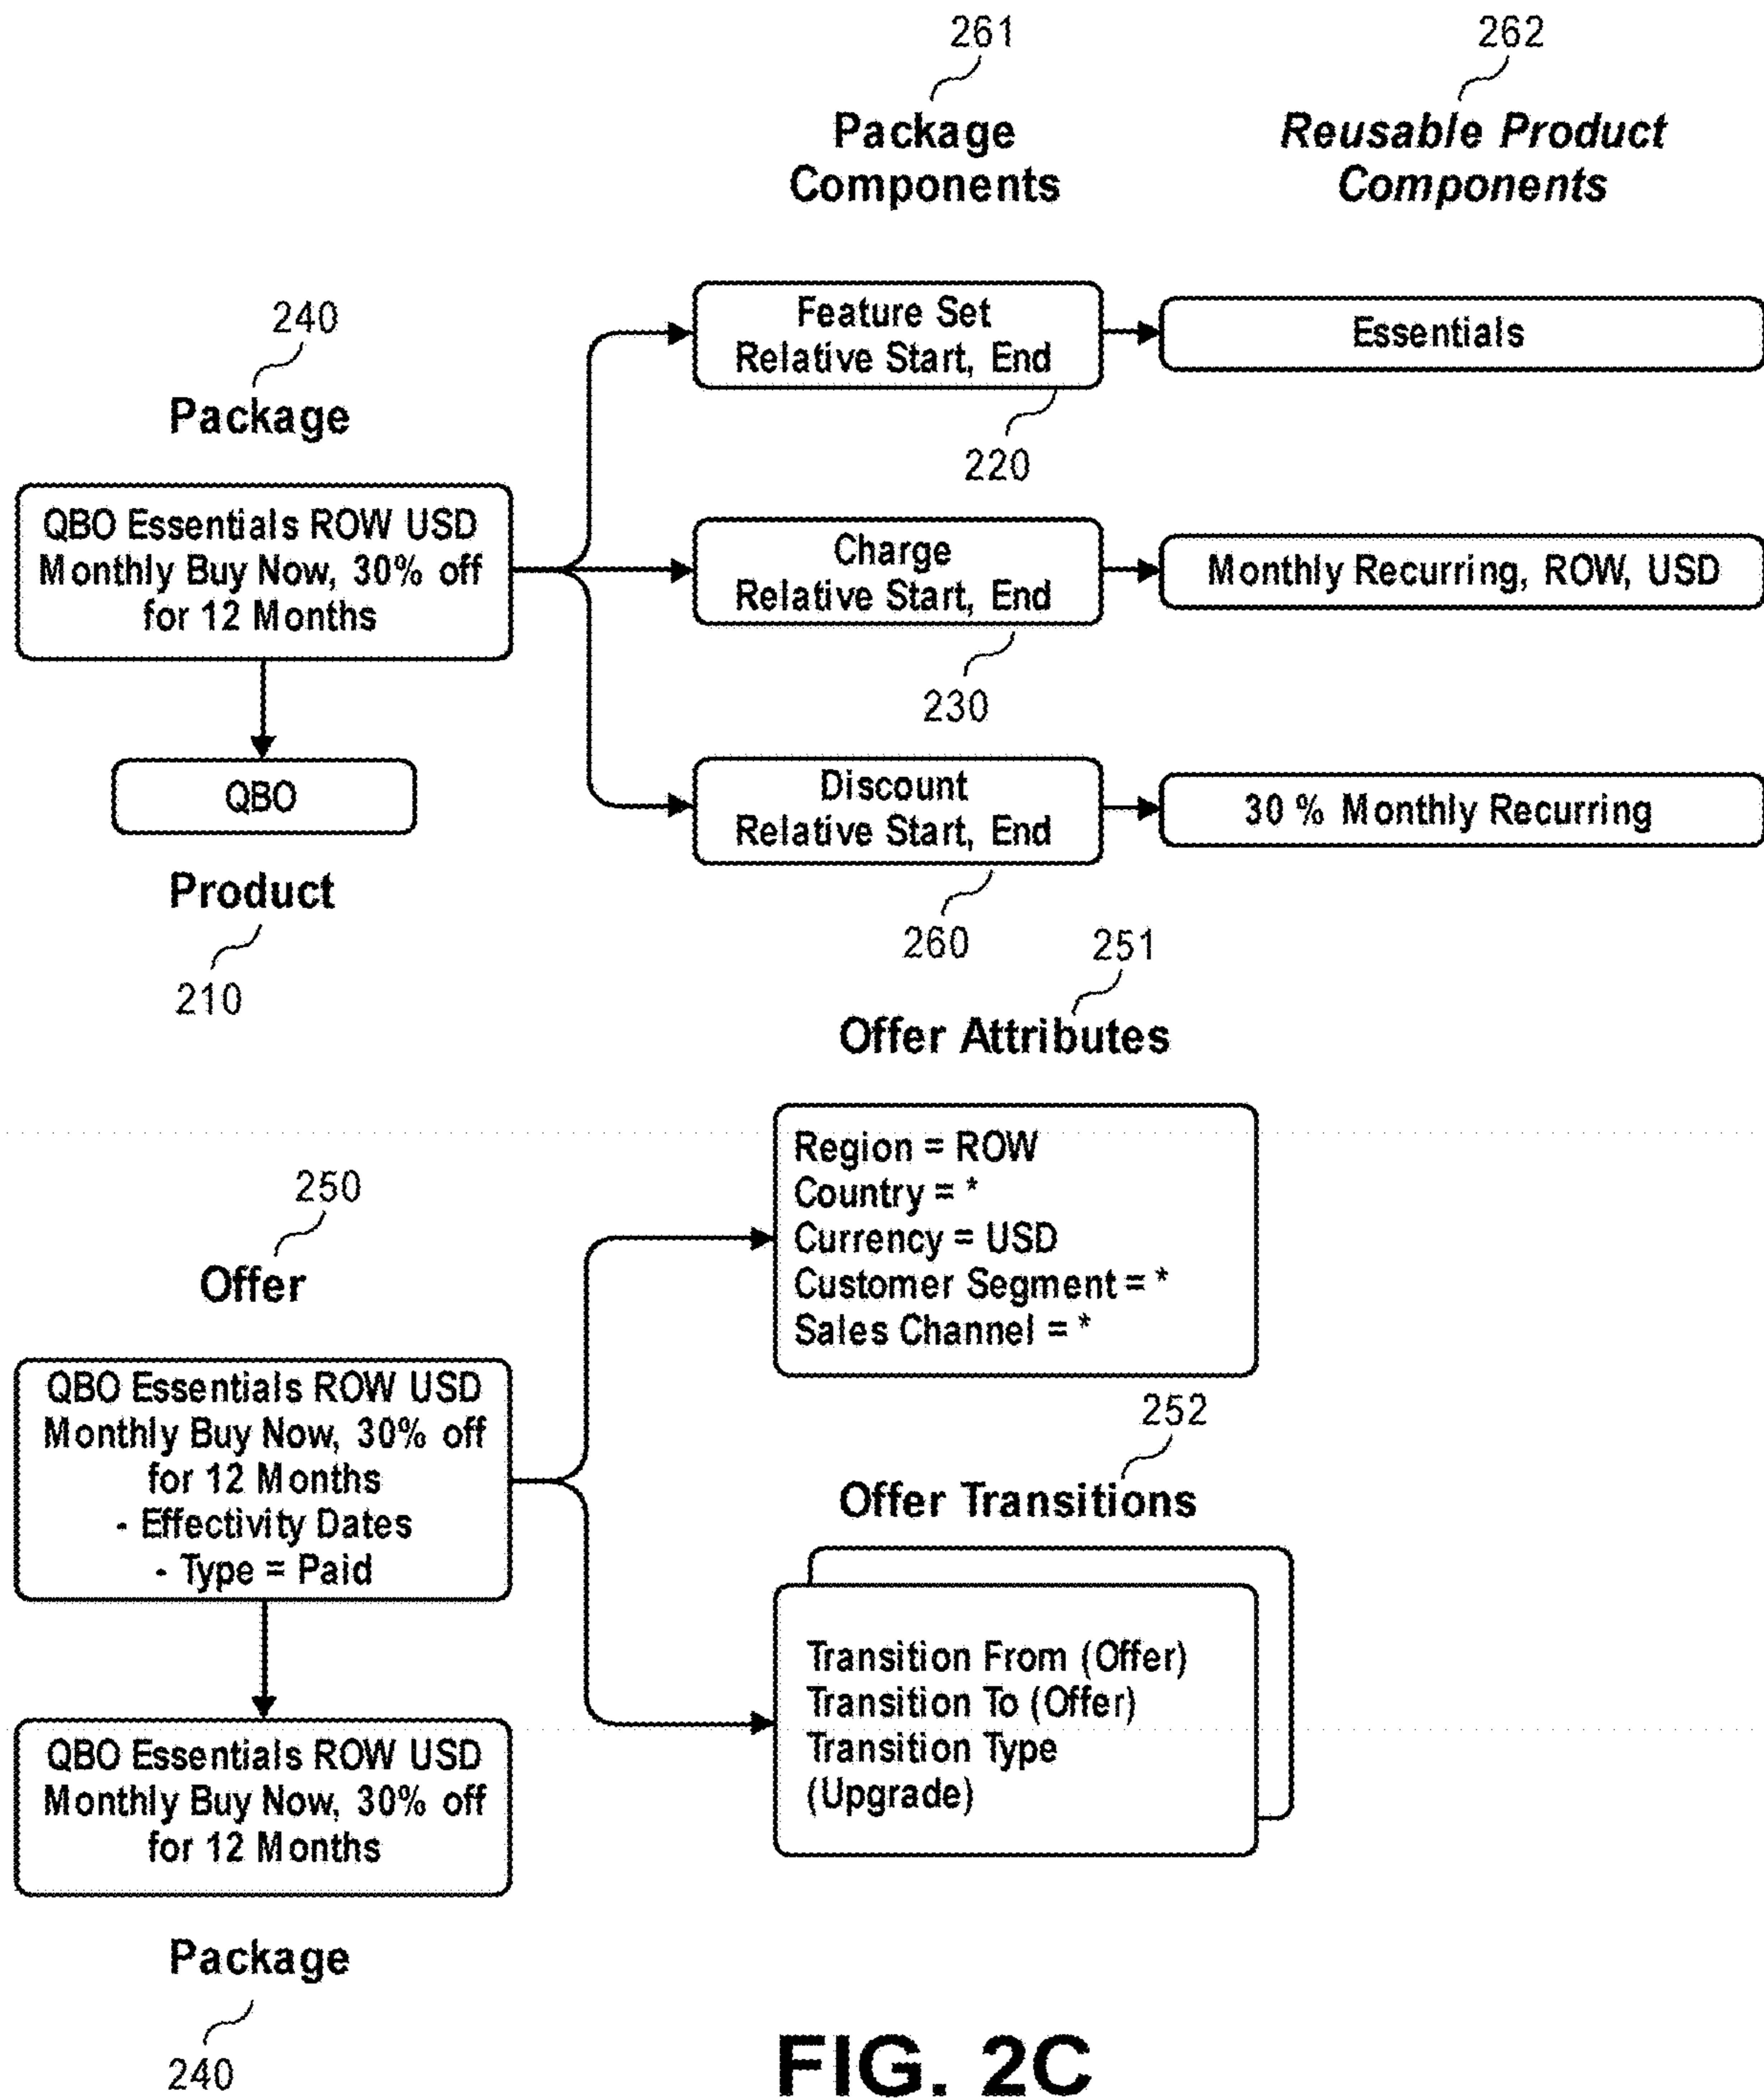 261
262
Package
Components
Reusable Product
Components
240
Package
Feature Set
Relative Start, End
Essentials
220
QBO Essentials ROW USD
Monthly Buy Now, 30% off
for 12 Months
Charge
Relative Start, End
Monthly Recurring, ROW, USD
230
QBO
Discount
Relative Start, End
30 % Monthly Recurring
Product
210
260
251
Offer Attributes
Region = ROW
Country = *
Currency = USD
Customer Segment = *
Sales Channel = *
250
Offer
QBO Essentials ROW USD
Monthly Buy Now, 30% off
for 12 Months
- Effectivity Dates
- Type = Paid
252
Offer Transitions
Transition From (Offer)
Transition To (Offer)
Transition Type
(Upgrade)
QBO Essentials ROW USD
Monthly Buy Now, 30% off
for 12 Months
Package
240
FIG. 2C